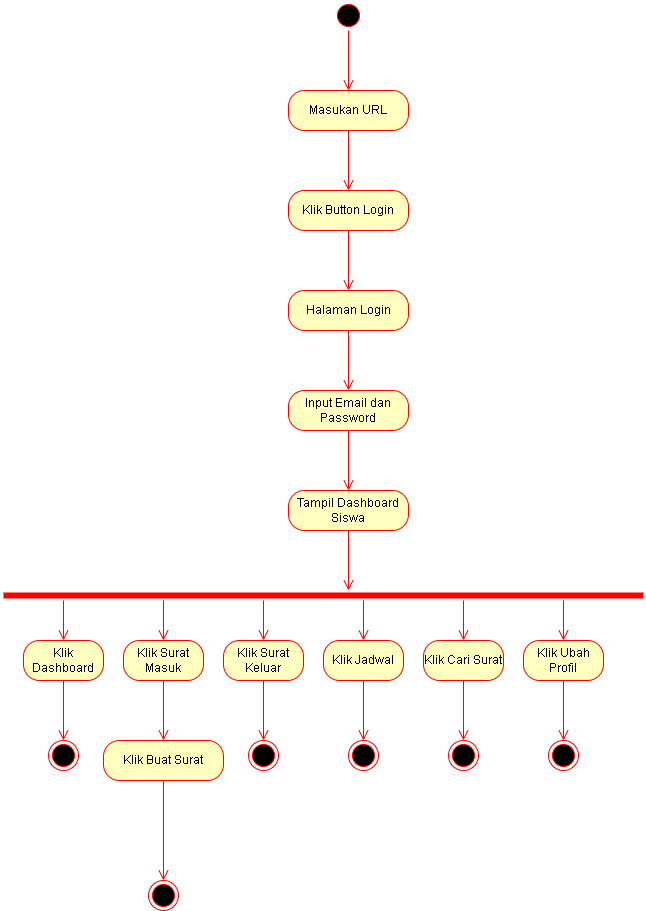 Masukan URL
Klik Button Login
Halaman Login
Input Email dan
Password
Tampil Dashboard
Siswa
Klik
Dashboard
Klik Surat
Masuk
Klik Surat
Keluar
Klik Jadwal
Klik Cari Surat
Klik Ubah
Profil
Klik Buat Surat